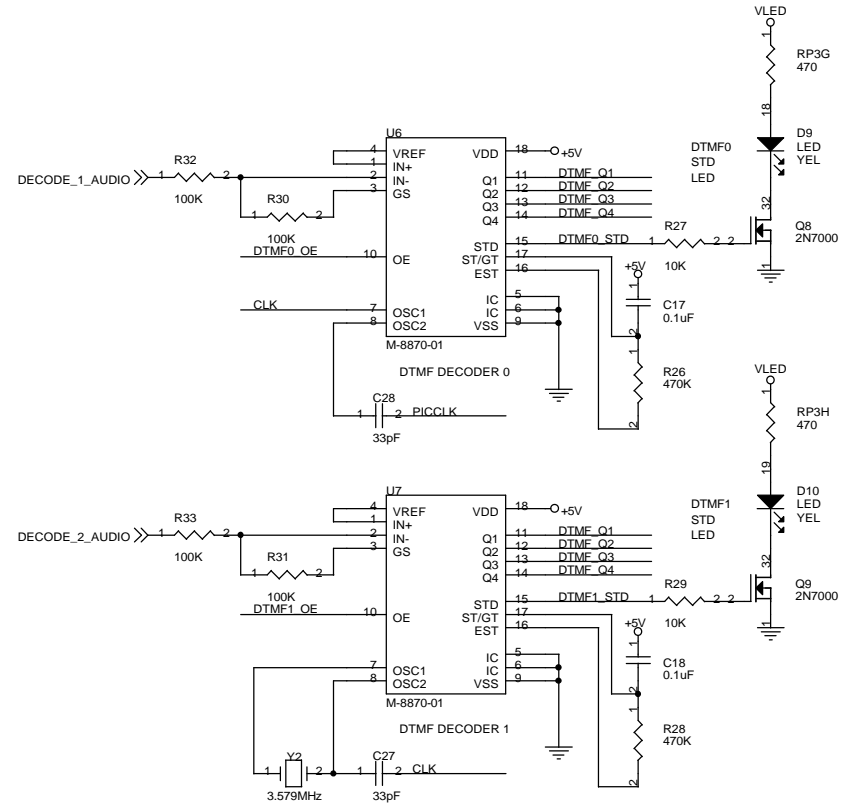 VLED
1
RP3G
470
18
D9
LED
YEL
DTMF0
STD
LED
32
Q8
2N7000
1
U6
4 VREF
1 IN+
2 IN-
3 GS
10 OE
7 OSC1
8 OSC2
VDD 18 +5V
Q1 11 DTMF_Q1
Q2 12 DTMF_Q2
Q3 13 DTMF_Q3
Q4 14 DTMF_Q4
STD 15 DTMF0_STD
ST/GT 17
EST 16
IC 5
IC 6
VSS 9
M-8870-01
DTMF DECODER 0
DECODE_1_AUDIO
1 R32 2
100K
R30
1 2
100K
DTMF0_OE
CLK
C28
1 2 PICCLK
33pF
R27
1 2 2
10K
+5V
1
C17
0.1uF
2
1
R26
470K
2
VLED
1
RP3H
470
19
D10
LED
YEL
DTMF1
STD
LED
32
Q9
2N7000
1
U7
4 VREF
1 IN+
2 IN-
3 GS
10 OE
7 OSC1
8 OSC2
VDD 18 +5V
Q1 11 DTMF_Q1
Q2 12 DTMF_Q2
Q3 13 DTMF_Q3
Q4 14 DTMF_Q4
STD 15 DTMF1_STD
ST/GT 17
EST 16
IC 5
IC 6
VSS 9
M-8870-01
DTMF DECODER 1
DECODE_2_AUDIO
1 R33 2
100K
R31
1 2
100K
DTMF1_OE
Y2
1 2
3.579MHz
C27
1 2 CLK
33pF
R29
1 2 2
10K
+5V
1
C18
0.1uF
2
1
R28
470K
2